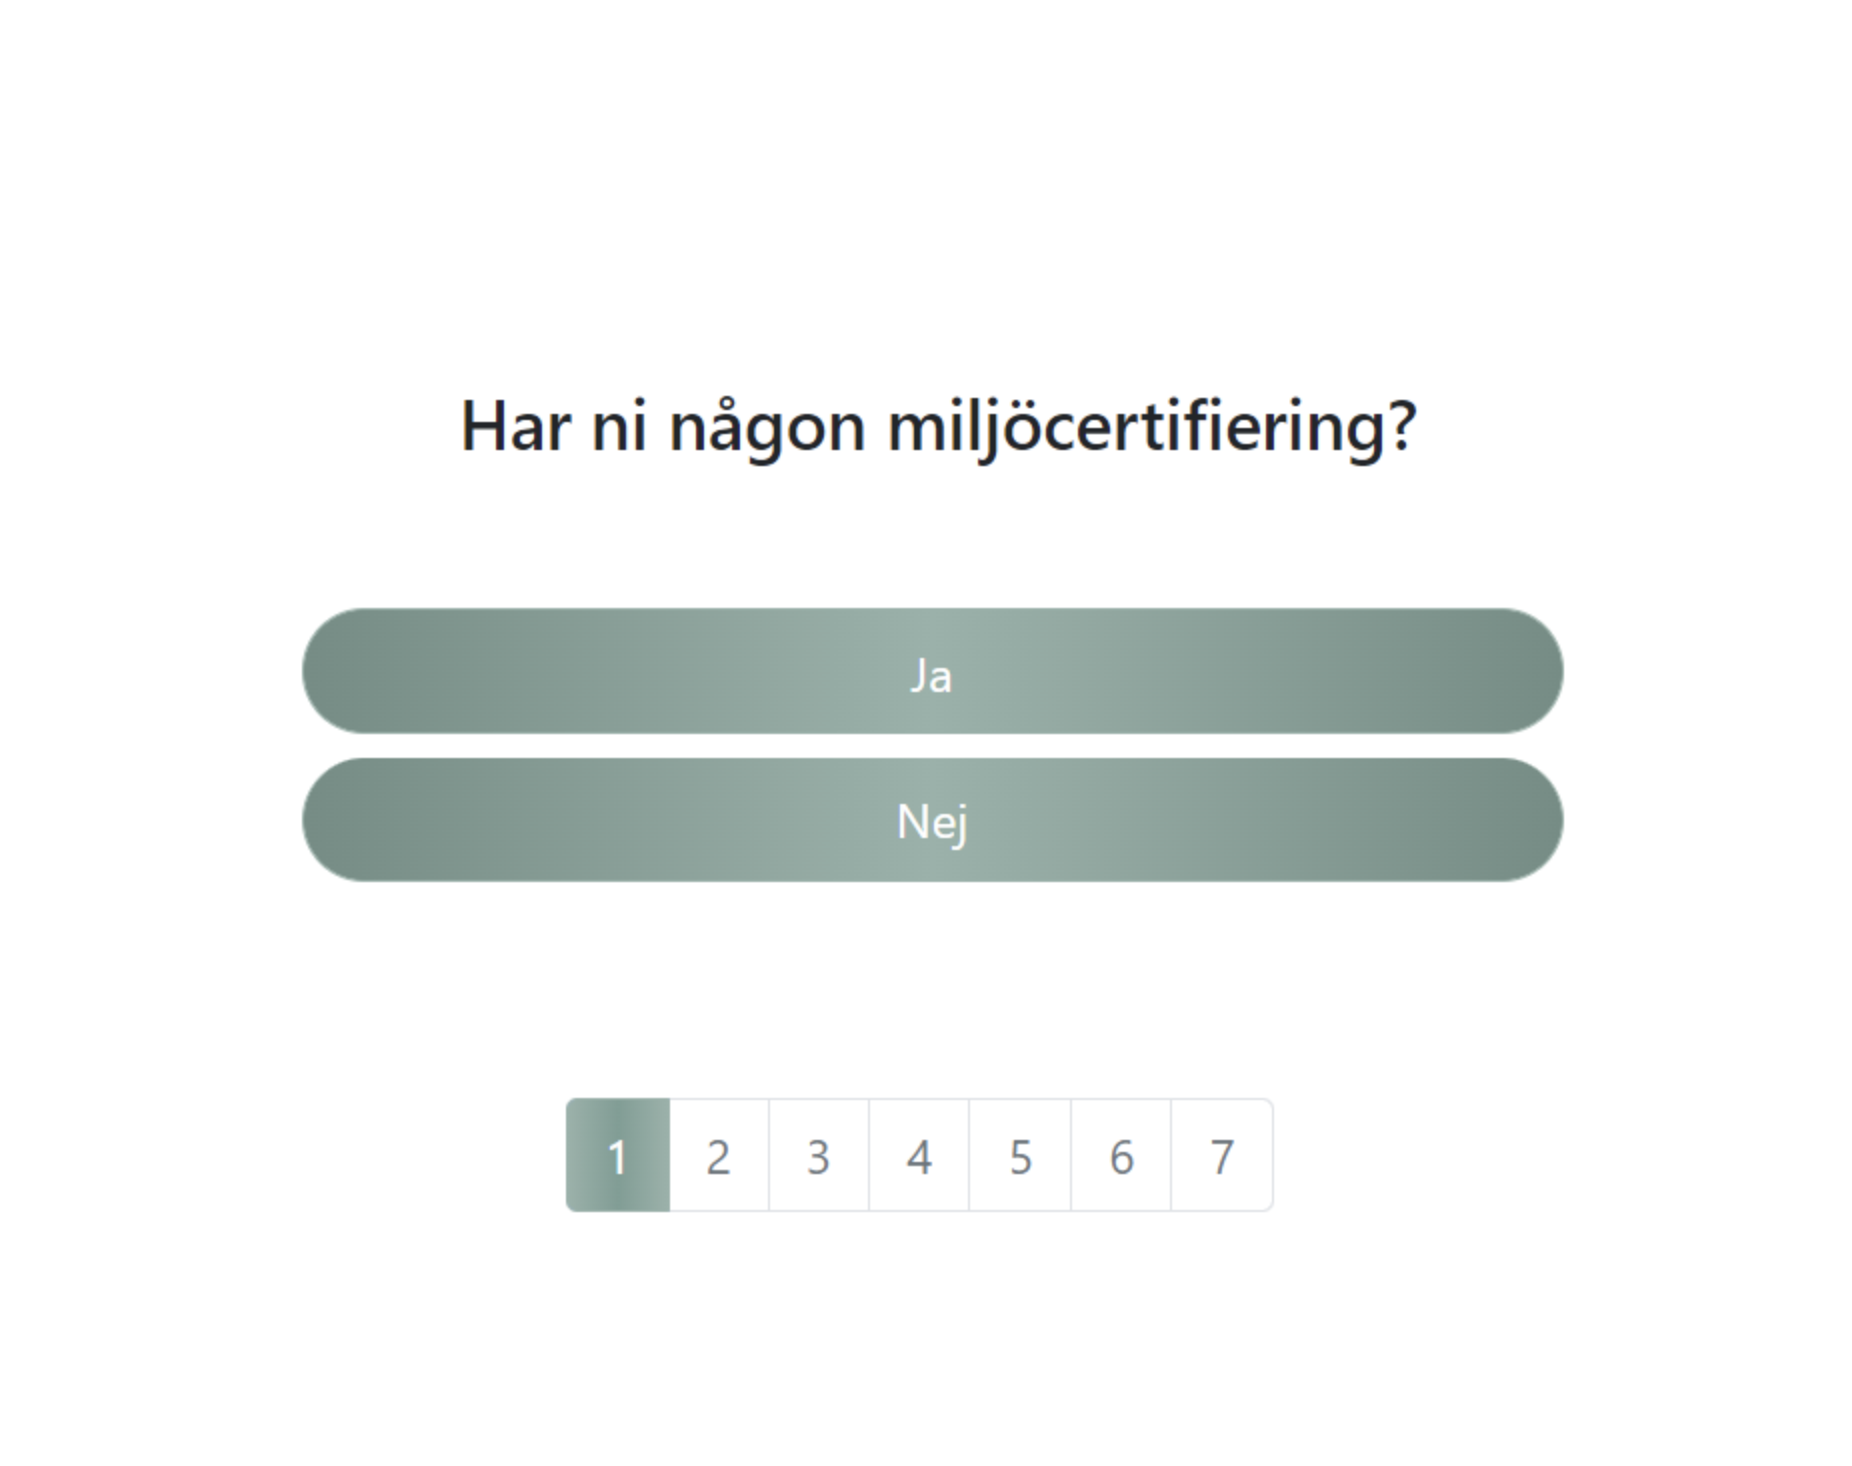 Har ni någon miljöcertifiering?
Ja
Nej
1 2 3 4 5 6 7